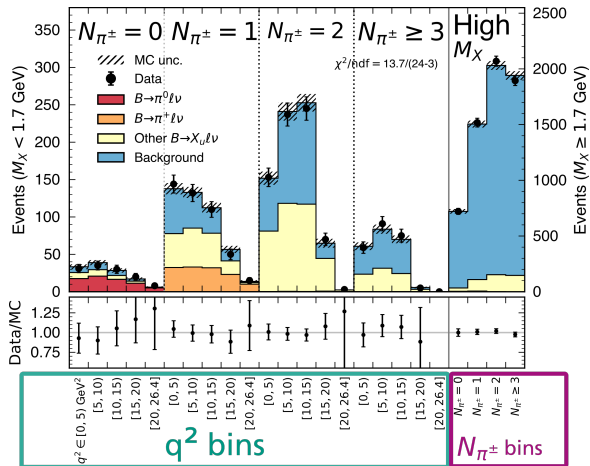 N_π± = 0
N_π± = 1
N_π± = 2
N_π± ≥ 3
High
M_X
MC unc.
Data
B→π⁰ℓν
B→π⁺ℓν
Other B→X_uℓν
Background
χ²/ndf = 13.7/(24-3)
Events (M_X < 1.7 GeV)
350
300
250
200
150
100
50
0
Events (M_X ≥ 1.7 GeV)
2500
2000
1500
1000
500
0
Data/MC
1.25
1.00
0.75
q² ∈ [0, 5) GeV²
[5, 10)
[10, 15)
[15, 20)
[20, 26.4]
[0, 5)
[5, 10)
[10, 15)
[15, 20)
[20, 26.4]
[0, 5)
[5, 10)
[10, 15)
[15, 20)
[20, 26.4]
[0, 5)
[5, 10)
[10, 15)
[15, 20)
[20, 26.4]
N_π± = 0
N_π± = 1
N_π± = 2
N_π± ≥ 3
q² bins
N_π± bins